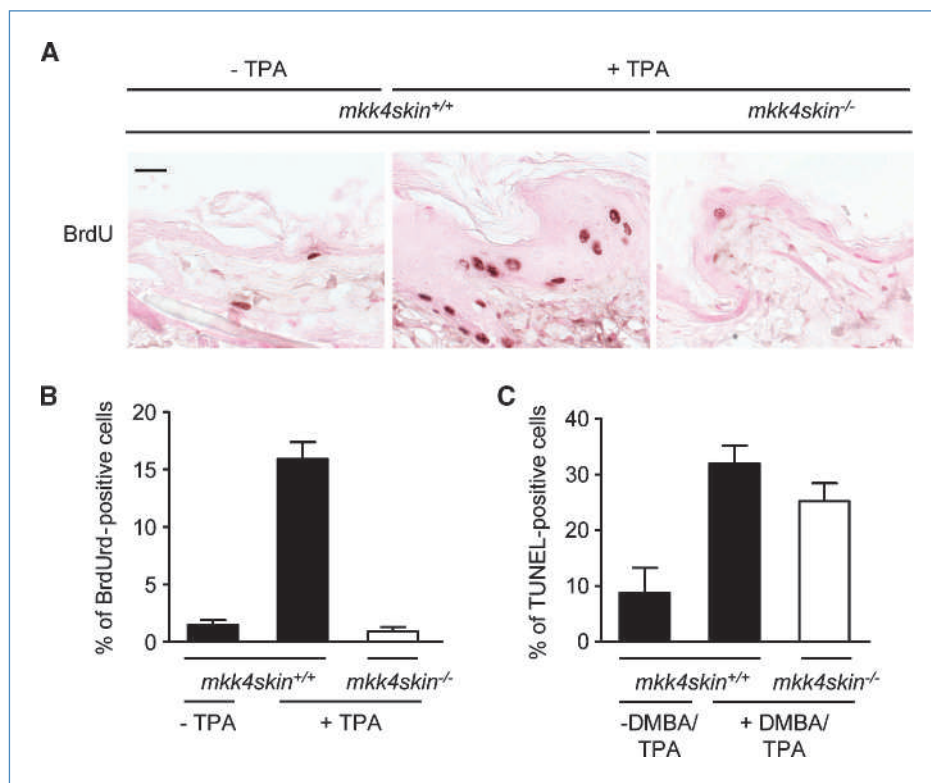 A
- TPA + TPA
mkk4skin+/+ mkk4skin-/-
BrdU
B
% of BrdUrd-positive cells
20
15
10
5
0
mkk4skin+/+ mkk4skin-/-
- TPA + TPA
C
% of TUNEL-positive cells
40
30
20
10
0
mkk4skin+/+ mkk4skin-/-
-DMBA/ + DMBA/
TPA TPA